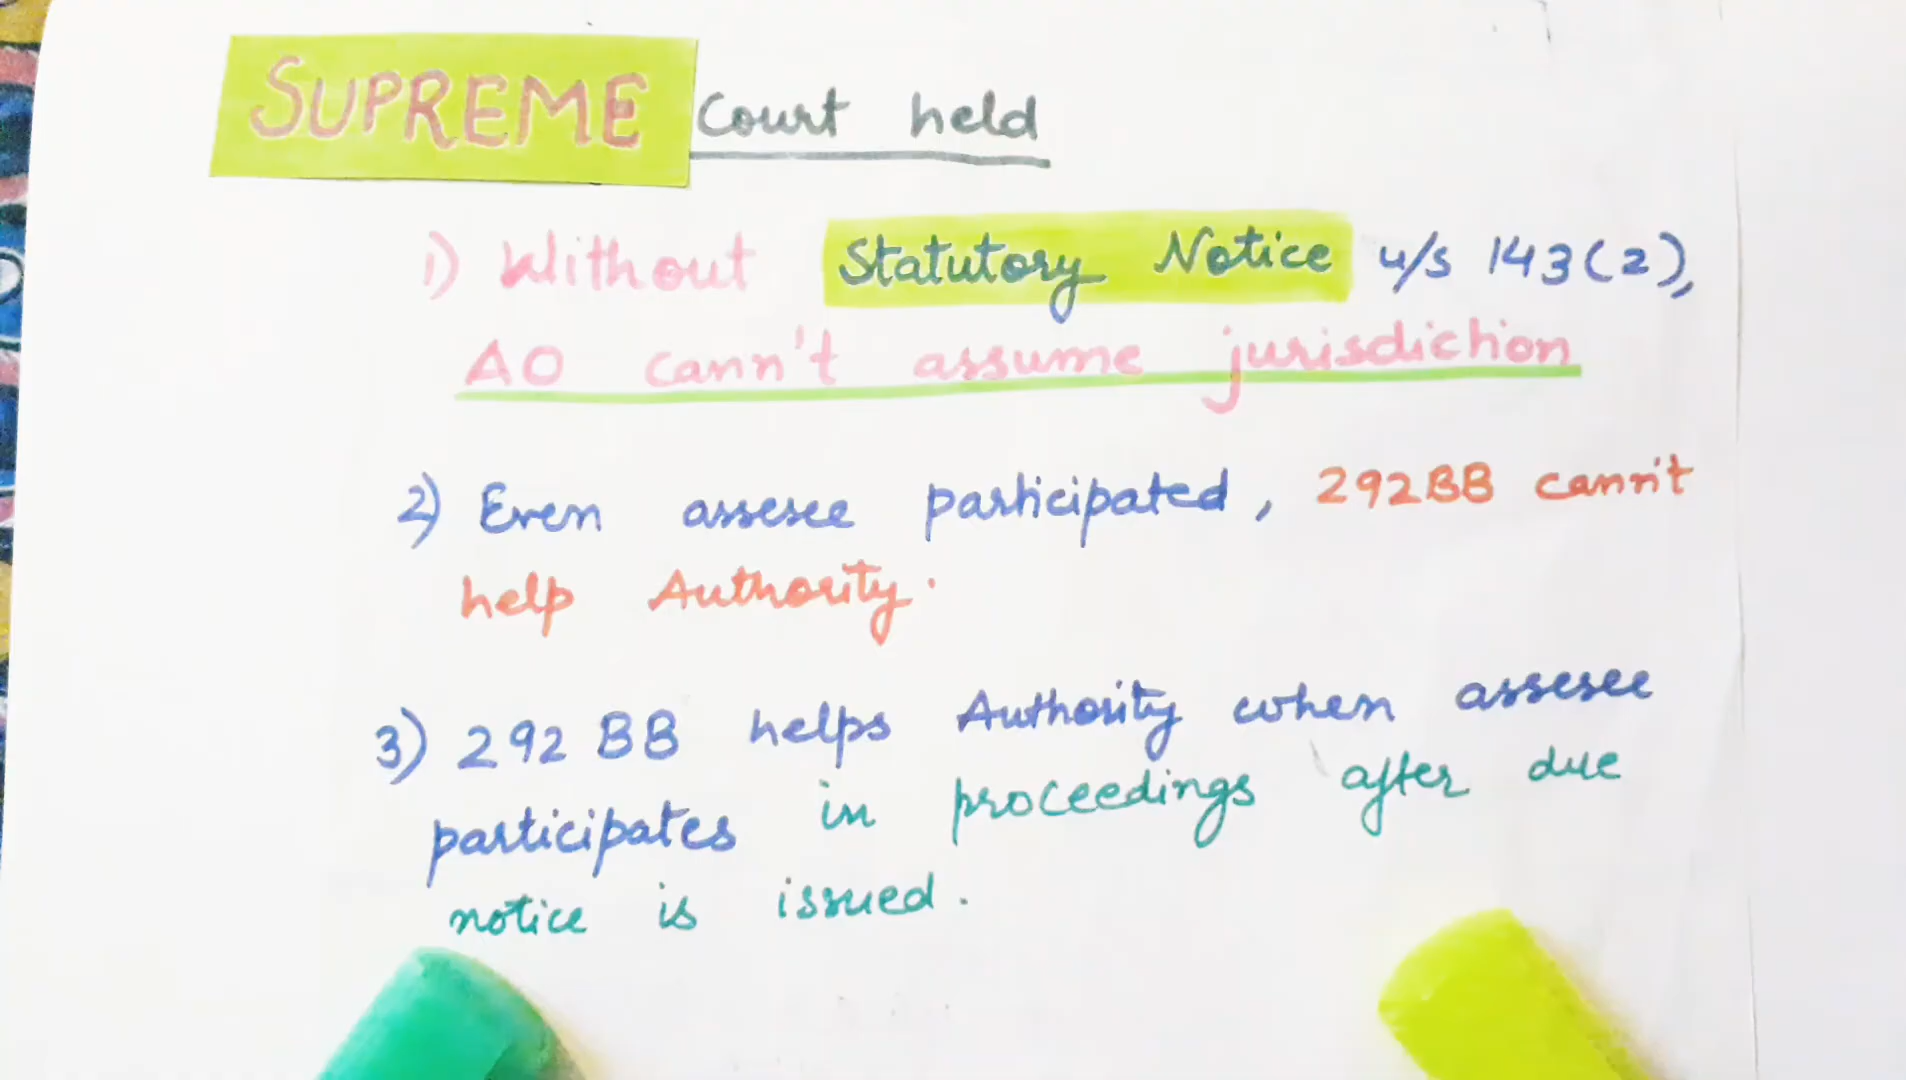 SUPREME Court held
1) Without Statutory Notice u/s 143(2),
AO cann't assume jurisdiction
2) Even assesee participated, 292BB cann't
help Authority.
3) 292 BB helps Authority when assesee
participates in proceedings after due
notice is issued.